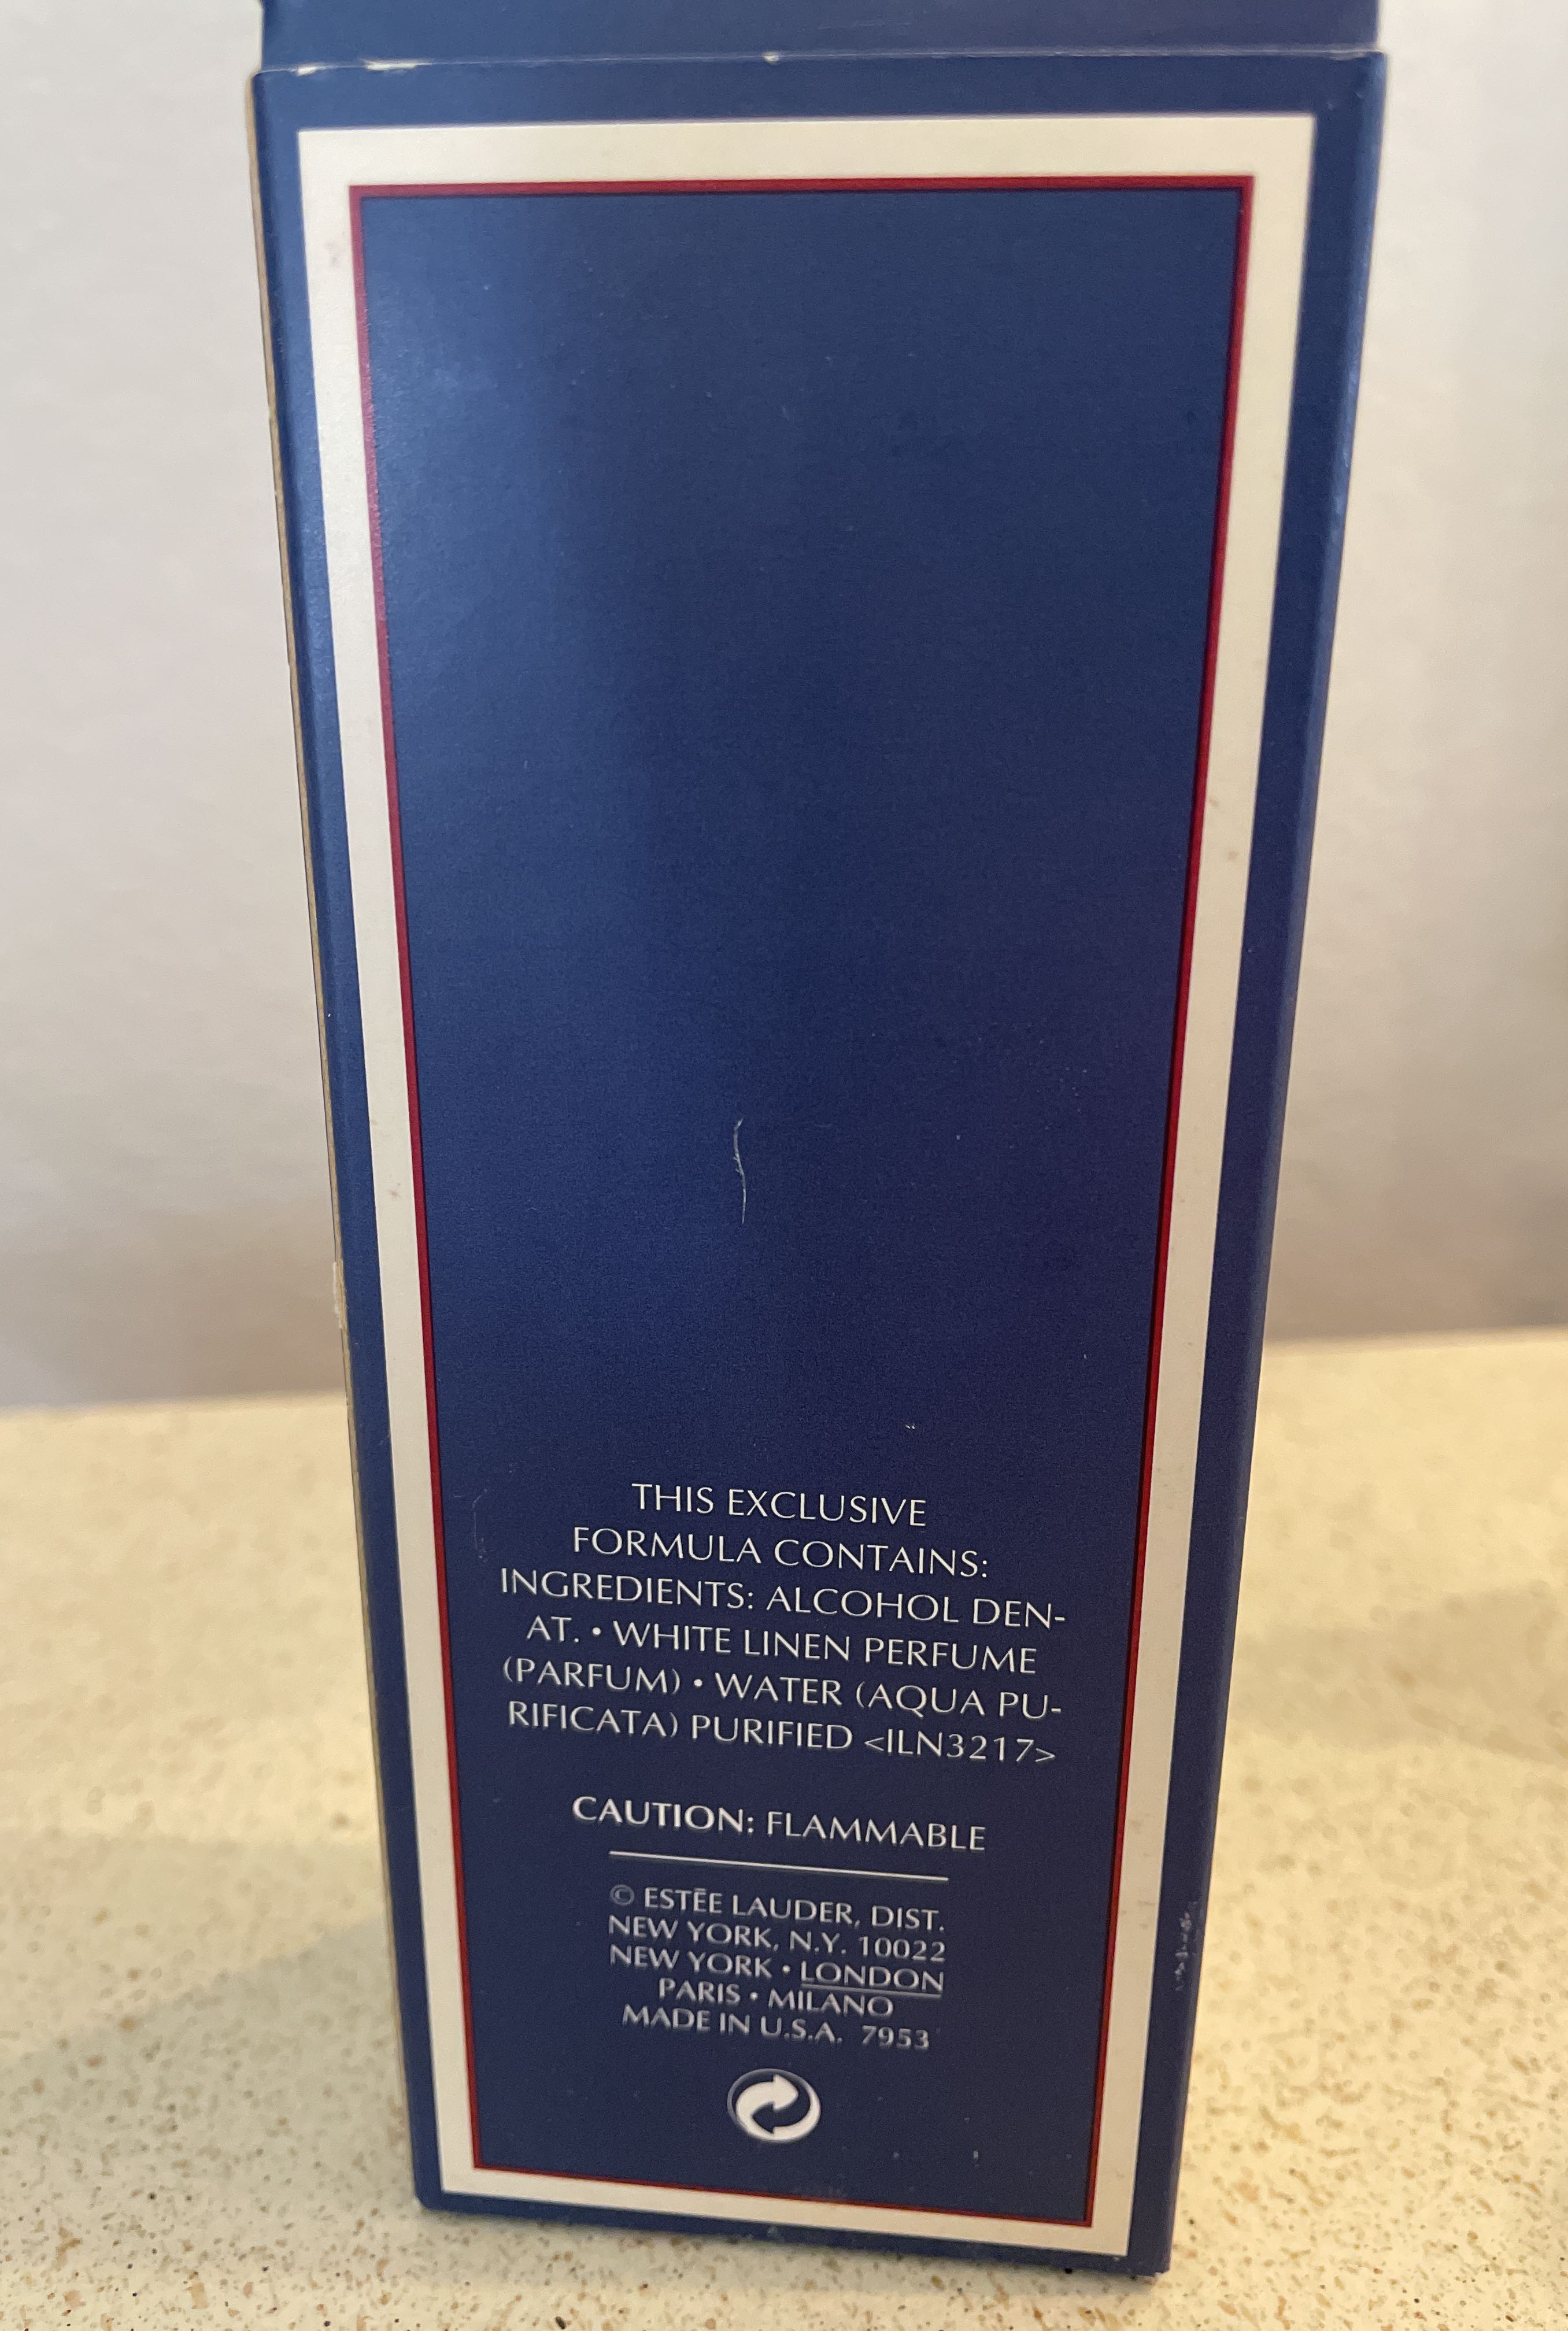 THIS EXCLUSIVE
FORMULA CONTAINS:
INGREDIENTS: ALCOHOL DEN-
AT. • WHITE LINEN PERFUME
(PARFUM) • WATER (AQUA PU-
RIFICATA) PURIFIED <ILN3217>
CAUTION: FLAMMABLE
© ESTĒE LAUDER, DIST.
NEW YORK, N.Y. 10022
NEW YORK • LONDON
PARIS • MILANO
MADE IN U.S.A. 7953